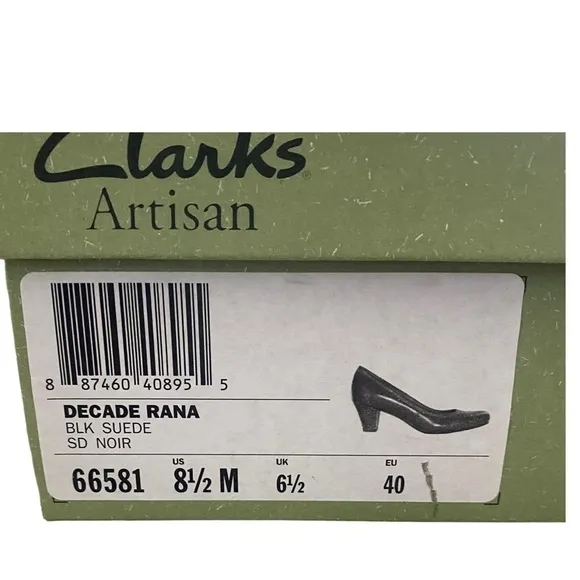 Clarks
Artisan
8 87460 40895 5
DECADE RANA
BLK SUEDE
SD NOIR
US UK EU
66581 8½ M 6½ 40